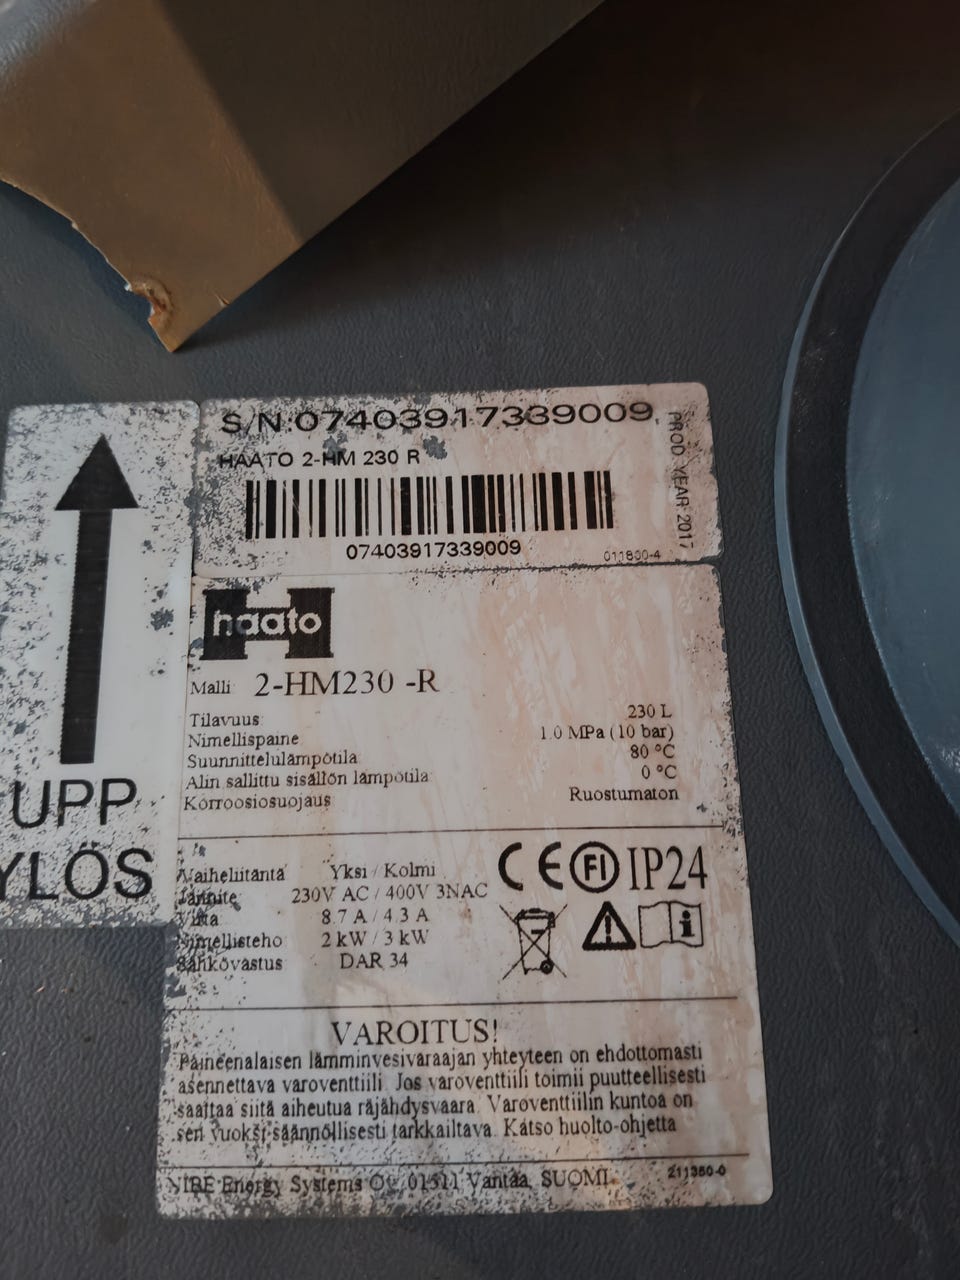 UPP
YLÖS
S/N:07403917339009
HAATO 2-HM 230 R
07403917339009
011800-4
PROD YEAR 2017
haato
Malli 2-HM230 -R
Tilavuus 230 L
Nimellispaine 1.0 MPa (10 bar)
Suunnittelulämpötila 80 °C
Alin sallittu sisällön lämpötila 0 °C
Korroosiosuojaus Ruostumaton
Vaiheliitäntä Yksi / Kolmi
Jännite 230V AC / 400V 3NAC
Virta 8.7 A / 4.3 A
Nimellisteho 2 kW / 3 kW
Sähkövastus DAR 34
CE FI IP24
VAROITUS!
Paineenalaisen lämminvesivaraajan yhteyteen on ehdottomasti
asennettava varoventtiili. Jos varoventtiili toimii puutteellisesti
saattaa siitä aiheutua räjähdysvaara. Varoventtiilin kuntoa on
sen vuoksi säännöllisesti tarkkailtava. Katso huolto-ohjetta
NIBE Energy Systems Oy, 01511 Vantaa, SUOMI
211360-0